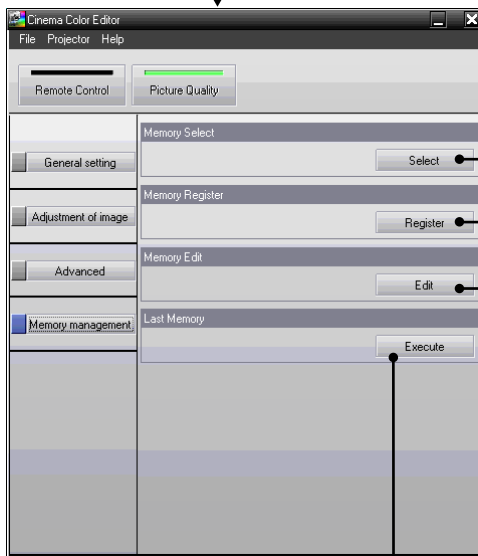 Cinema Color Editor
File Projector Help
Remote Control Picture Quality
Memory Select
General setting Select
Memory Register
Adjustment of image Register
Memory Edit
Advanced Edit
Last Memory
Memory management
Execute